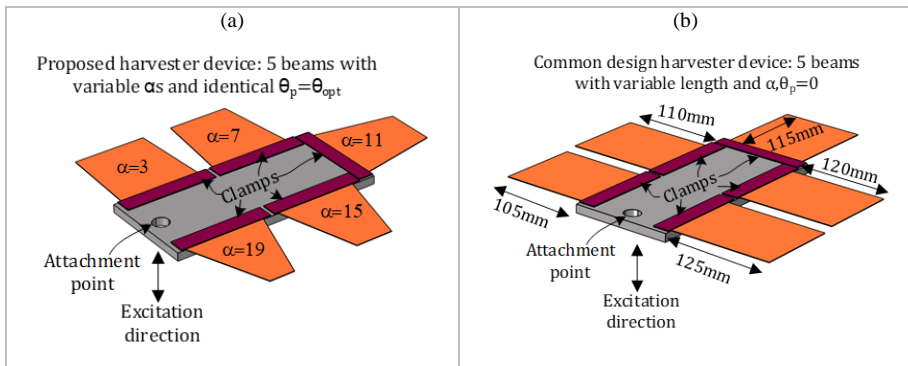 (a)
Proposed harvester device: 5 beams with
variable αs and identical θp=θopt
α=7
α=11
α=3
Clamps
α=15
α=19
Attachment
point
Excitation
direction
(b)
Common design harvester device: 5 beams
with variable length and α,θp=0
110mm
115mm
120mm
Clamps
105mm
Attachment
point
125mm
Excitation
direction